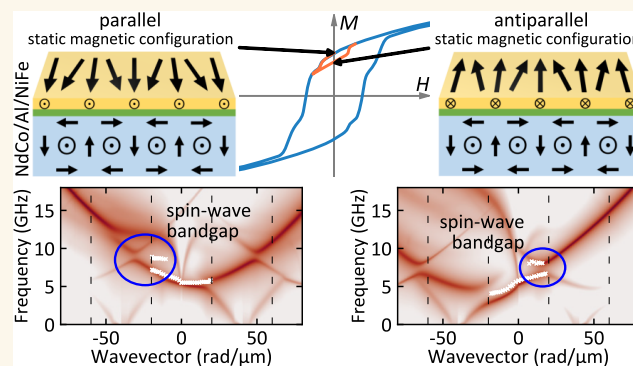 parallel
static magnetic configuration
M
H
antiparallel
static magnetic configuration
NdCo/Al/NiFe
Frequency (GHz)
15
10
5
0
spin-wave
bandgap
-50
0
50
Wavevector (rad/μm)
Frequency (GHz)
15
10
5
0
spin-wave
bandgap
-50
0
50
Wavevector (rad/μm)